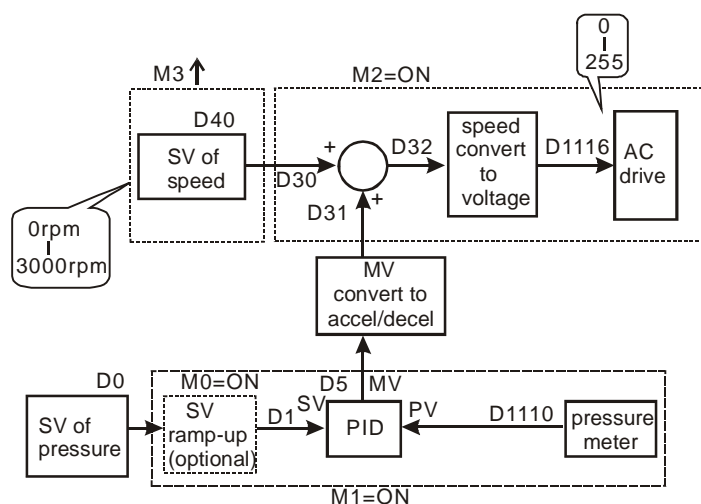 0
255
M3
M2=ON
D40
SV of
speed
+
D30
D32
speed
convert
to
voltage
D1116
AC
drive
D31
+
0rpm
3000rpm
MV
convert to
accel/decel
D0
SV of
pressure
M0=ON
SV
ramp-up
(optional)
D1
SV
D5
MV
PID
PV
D1110
pressure
meter
M1=ON